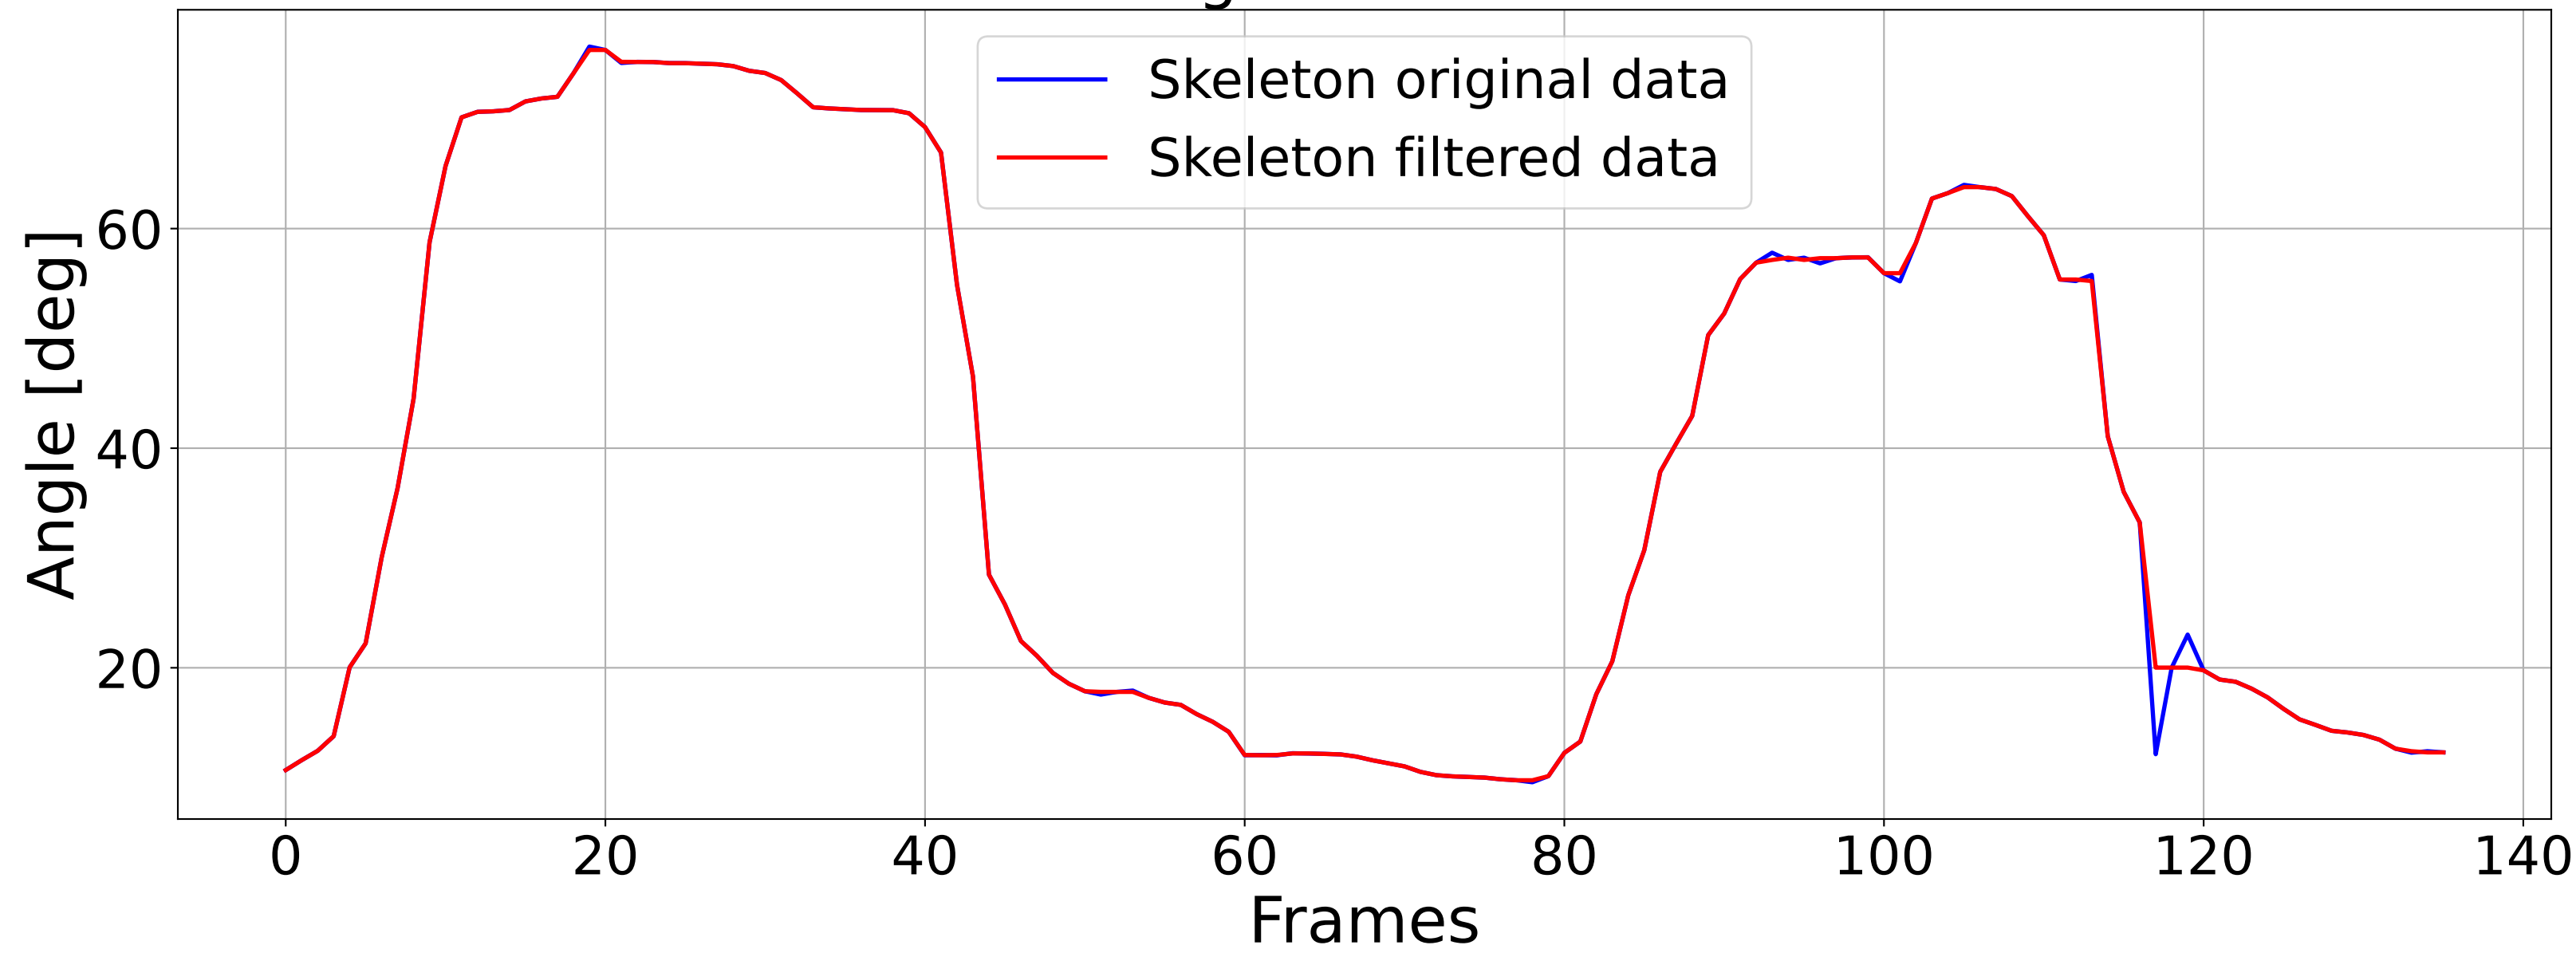 Skeleton original data
Skeleton filtered data
Angle [deg]
60
40
20
0 20 40 60 80 100 120 140
Frames